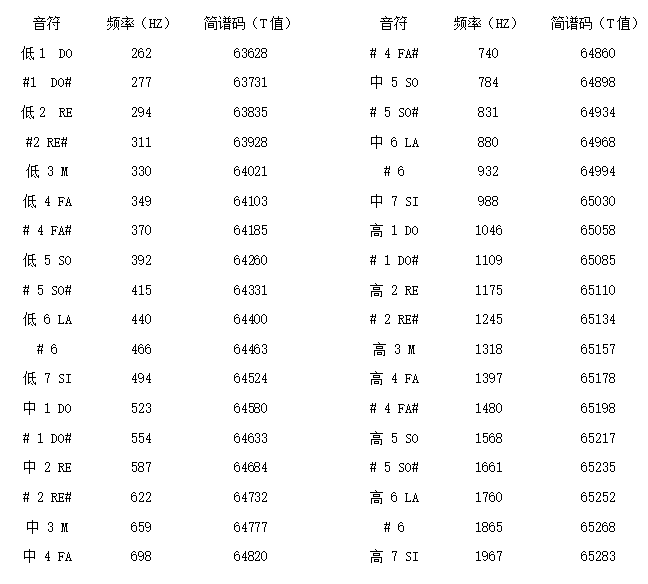 音符 频率（HZ） 简谱码（T值） 音符 频率（HZ） 简谱码（T值）
低 1 DO 262 63628 # 4 FA# 740 64860
#1 DO# 277 63731 中 5 SO 784 64898
低 2 RE 294 63835 # 5 SO# 831 64934
#2 RE# 311 63928 中 6 LA 880 64968
低 3 M 330 64021 # 6 932 64994
低 4 FA 349 64103 中 7 SI 988 65030
# 4 FA# 370 64185 高 1 DO 1046 65058
低 5 SO 392 64260 # 1 DO# 1109 65085
# 5 SO# 415 64331 高 2 RE 1175 65110
低 6 LA 440 64400 # 2 RE# 1245 65134
# 6 466 64463 高 3 M 1318 65157
低 7 SI 494 64524 高 4 FA 1397 65178
中 1 DO 523 64580 # 4 FA# 1480 65198
# 1 DO# 554 64633 高 5 SO 1568 65217
中 2 RE 587 64684 # 5 SO# 1661 65235
# 2 RE# 622 64732 高 6 LA 1760 65252
中 3 M 659 64777 # 6 1865 65268
中 4 FA 698 64820 高 7 SI 1967 65283